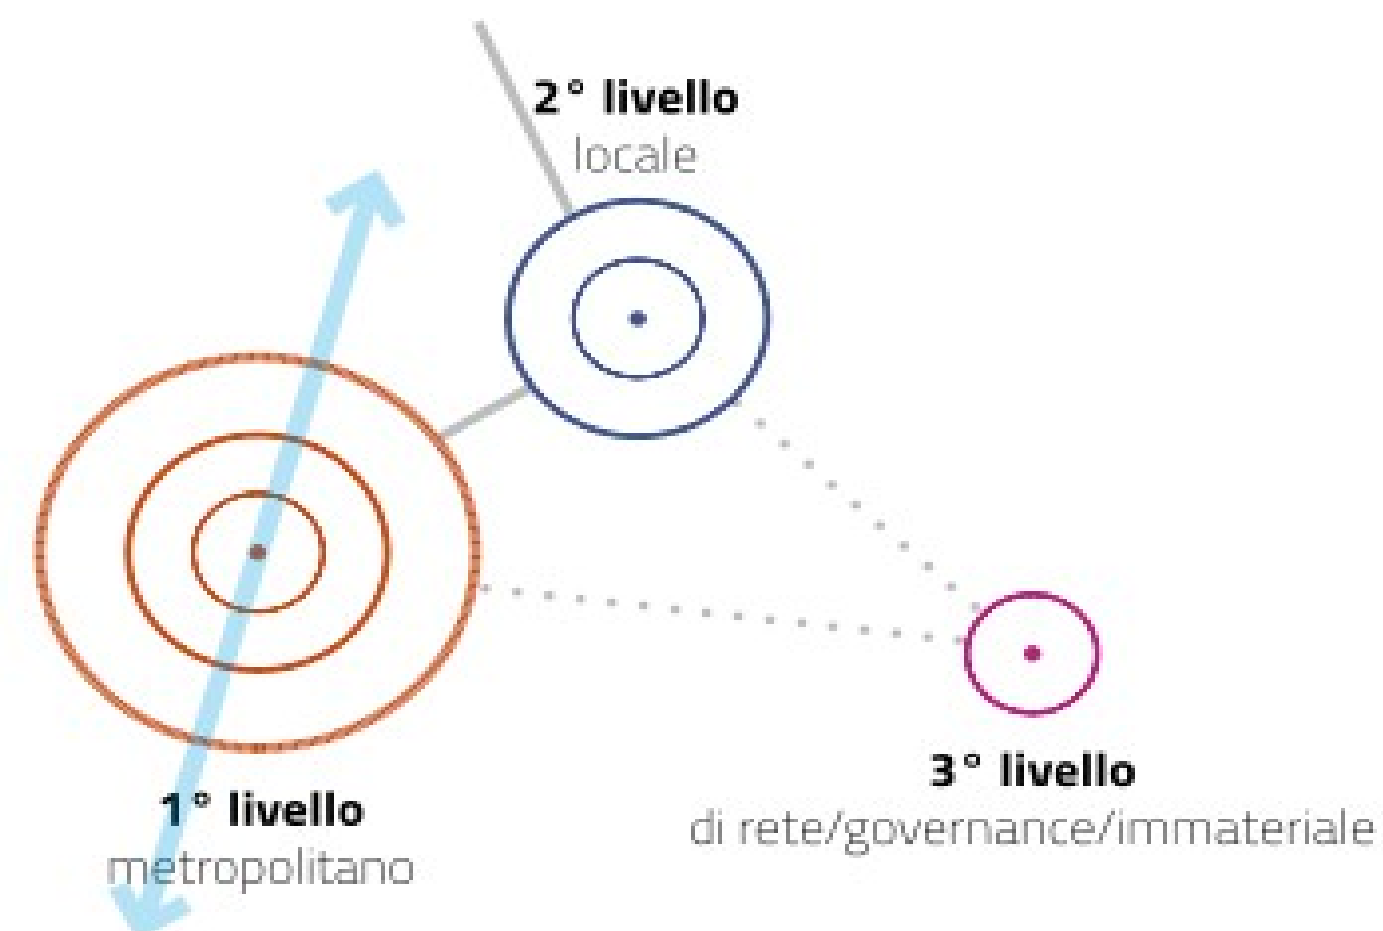 2° livello
locale
1° livello
metropolitano
3° livello
di rete/governance/immateriale